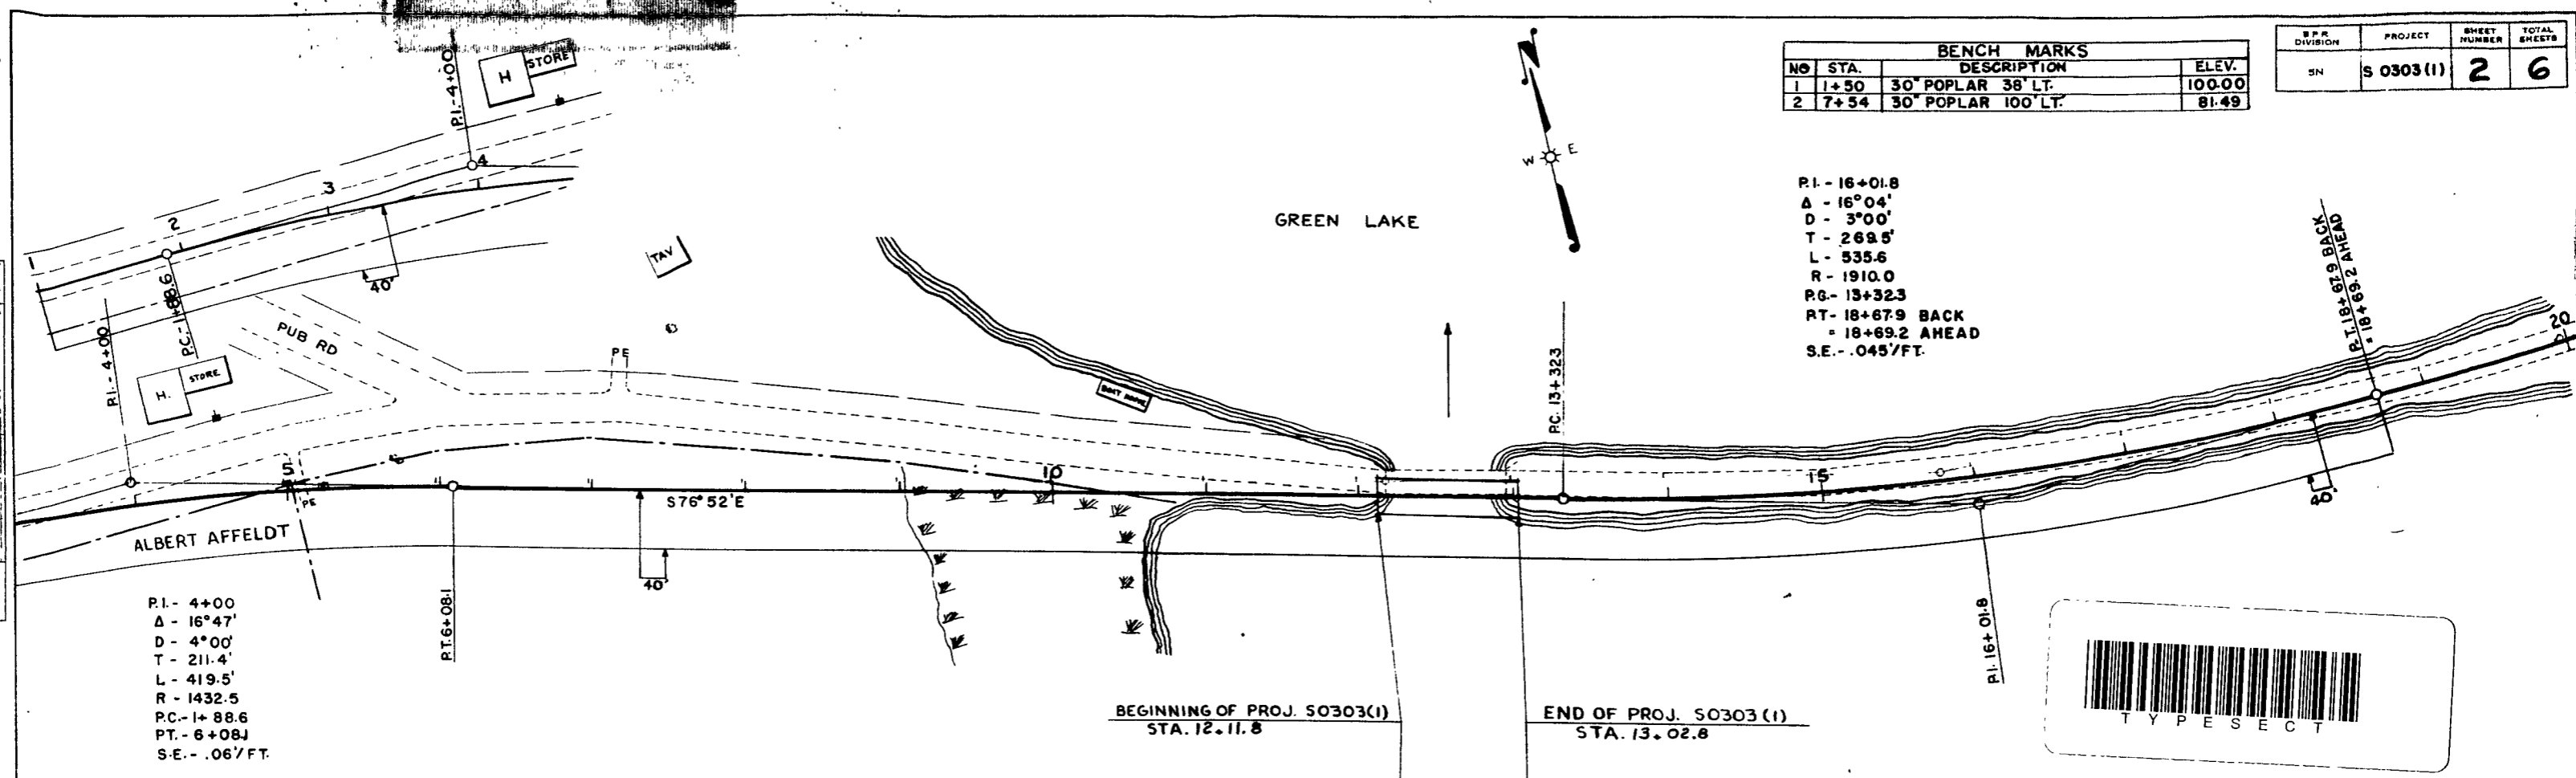 BENCH MARKS
NO STA. DESCRIPTION ELEV.
1 1+50 30" POPLAR 38' LT. 100.00
2 7+54 30" POPLAR 100' LT. 81.49
B P R DIVISION PROJECT SHEET NUMBER TOTAL SHEETS
5N S 0303(1) 2 6
P.I.-4+00
H STORE
1 2 3 4
P.C.-1+88.6
40'
TAV
GREEN LAKE
N
W E
P.I. - 16+01.8
Δ - 16°04'
D - 3°00'
T - 269.5'
L - 535.6
R - 1910.0
P.C.- 13+32.3
P.T.- 18+67.9 BACK
= 18+69.2 AHEAD
S.E.- .045'/FT.
P.T. 18+67.9 BACK
= 18+69.2 AHEAD
P.I.-4+00
PUB RD
H. STORE
PE
BOAT HOUSE
P.C. 13+32.3
5 10 15 20
PE
S76°52'E
ALBERT AFFELDT
40'
40'
P.T. 6+08.1
P.I. 16+01.8
P.I. - 4+00
Δ - 16°47'
D - 4°00'
T - 211.4'
L - 419.5'
R - 1432.5
P.C.- 1+88.6
P.T. - 6+08.1
S.E. - .06'/FT.
BEGINNING OF PROJ. S0303(1)
STA. 12+11.8
END OF PROJ. S0303(1)
STA. 13+02.8
TYPESECT